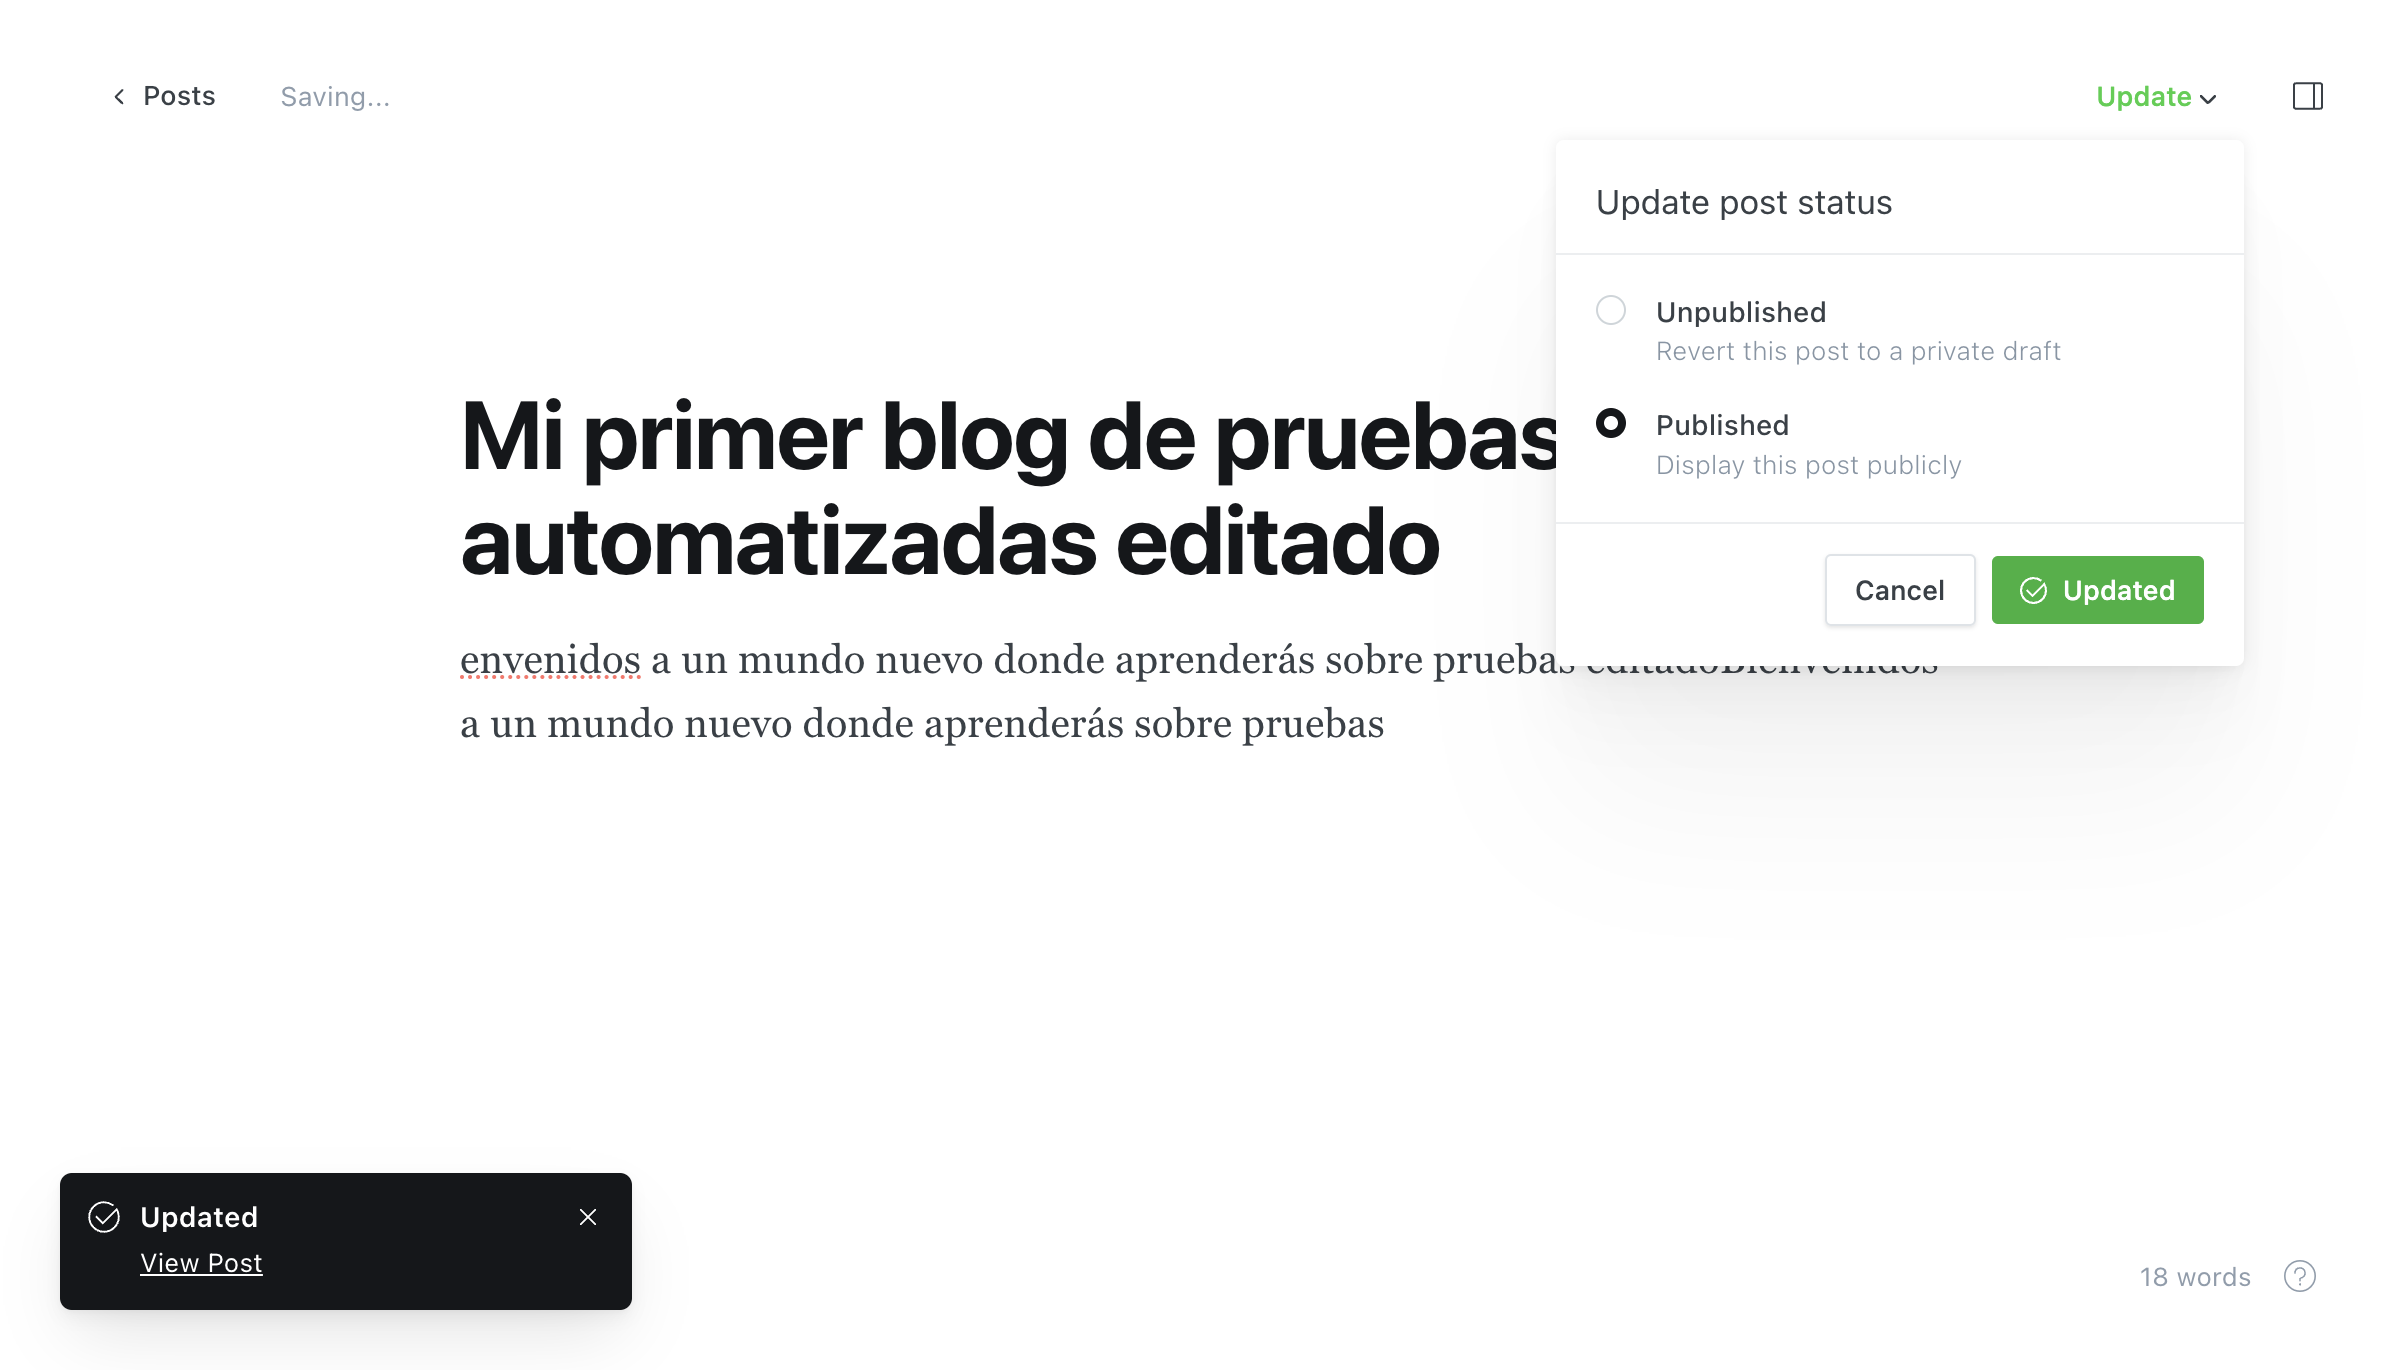 Posts
Saving...
Update
Update post status
Unpublished
Revert this post to a private draft
Published
Display this post publicly
Cancel
Updated
Mi primer blog de pruebas
automatizadas editado
envenidos a un mundo nuevo donde aprenderás sobre pruebas editadoBienvenidos
a un mundo nuevo donde aprenderás sobre pruebas
Updated
View Post
18 words